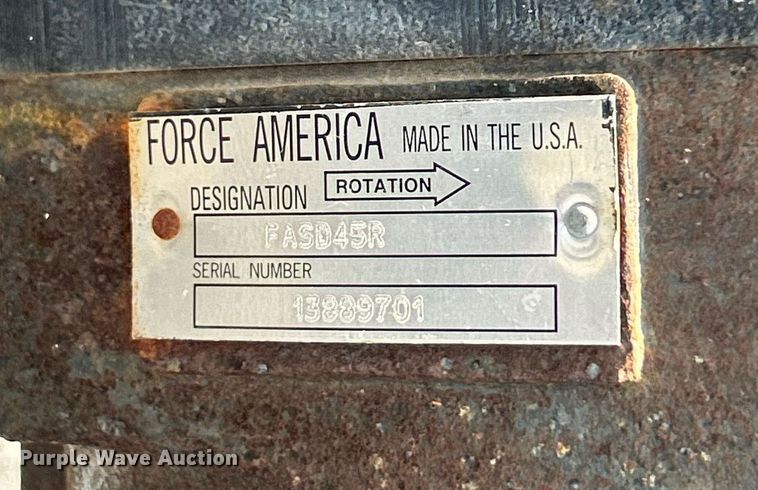 FORCE AMERICA MADE IN THE U.S.A.
DESIGNATION ROTATION
FASD45R
SERIAL NUMBER
13889701
Purple Wave Auction